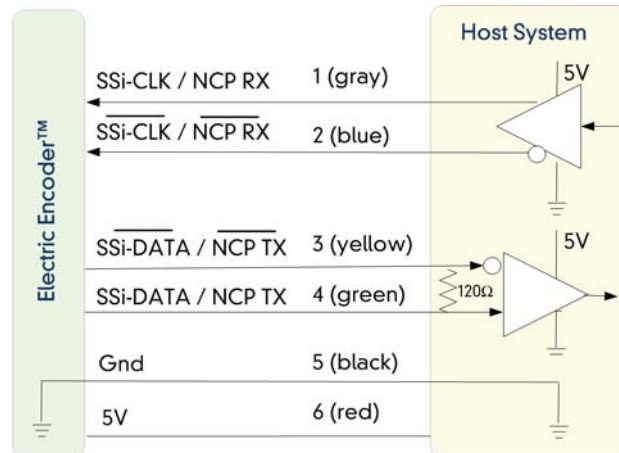 Host System
5V
SSi-CLK / NCP RX 1 (gray)
SSi-CLK / NCP RX 2 (blue)
Electric Encoder™
SSi-DATA / NCP TX 3 (yellow)
5V
SSi-DATA / NCP TX 4 (green)
120Ω
Gnd 5 (black)
5V 6 (red)